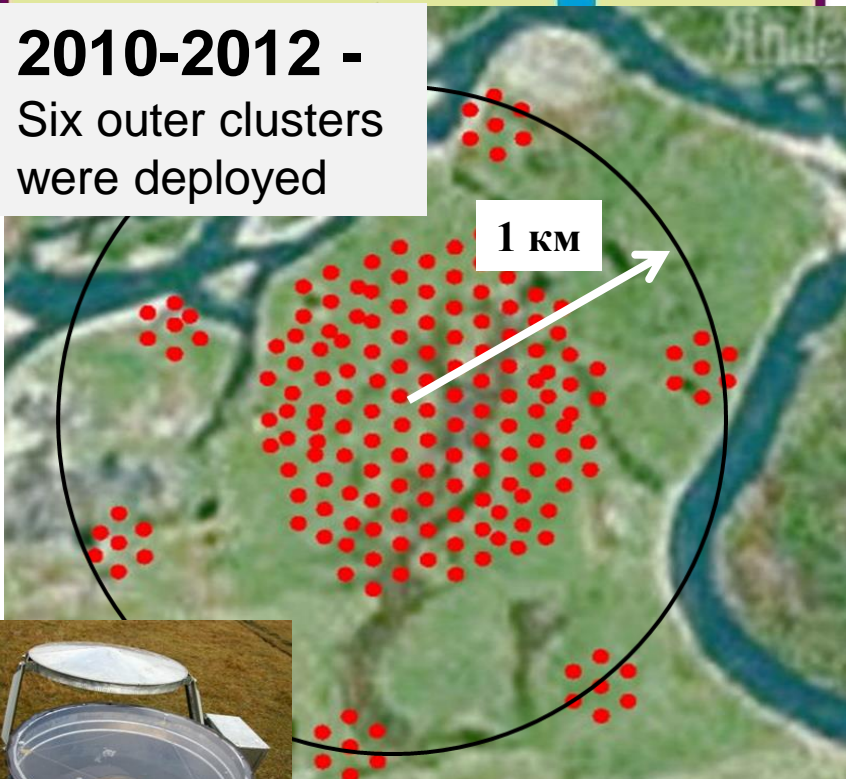 2010-2012 -
Six outer clusters
were deployed
1 км